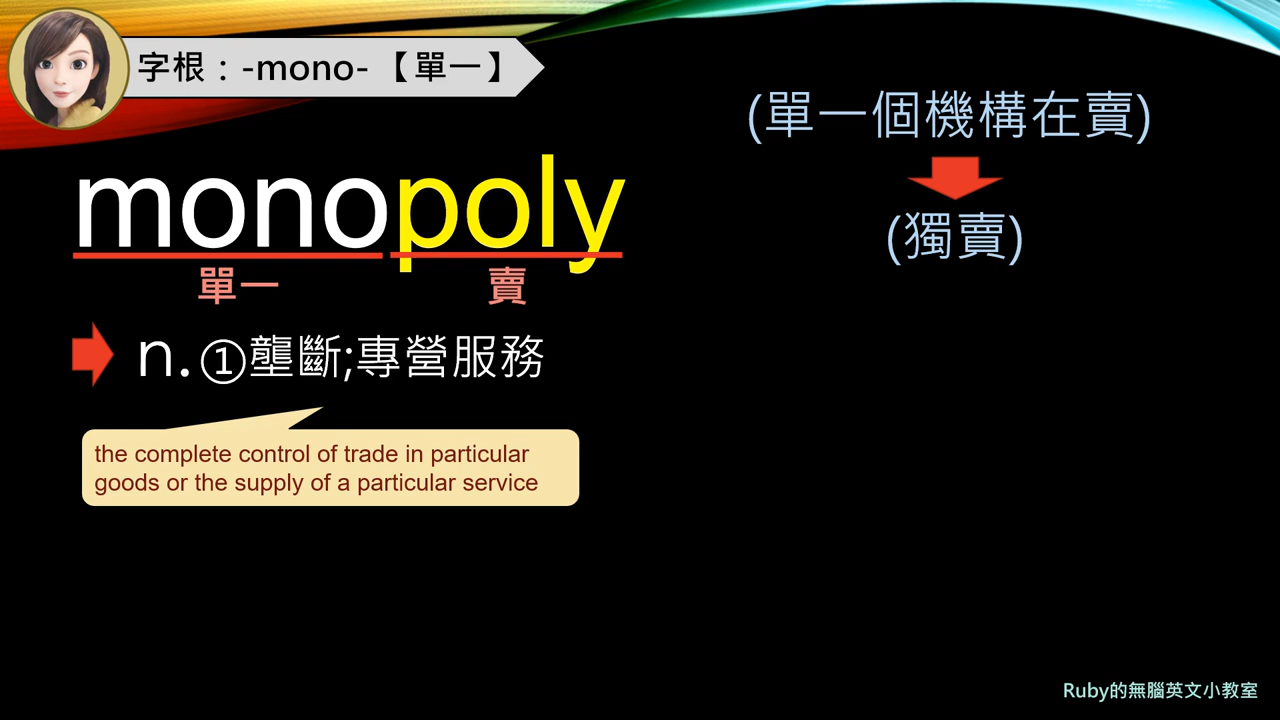 字根：-mono-【單一】
(單一個機構在賣)
(獨賣)
monopoly
單一 賣
n.①壟斷;專營服務
the complete control of trade in particular
goods or the supply of a particular service
Ruby的無腦英文小教室